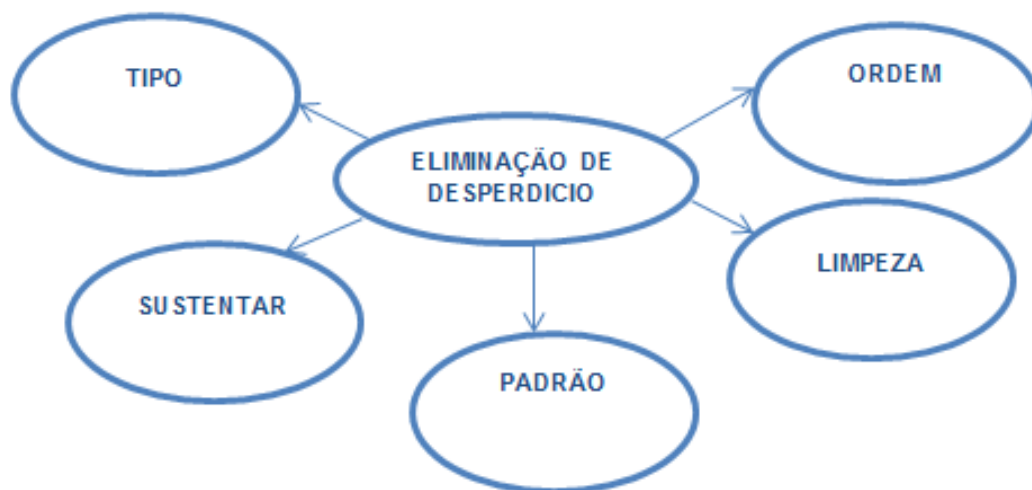 TIPO
ORDEM
ELIMINAÇÃO DE
DESPERDICIO
LIMPEZA
SUSTENTAR
PADRÃO